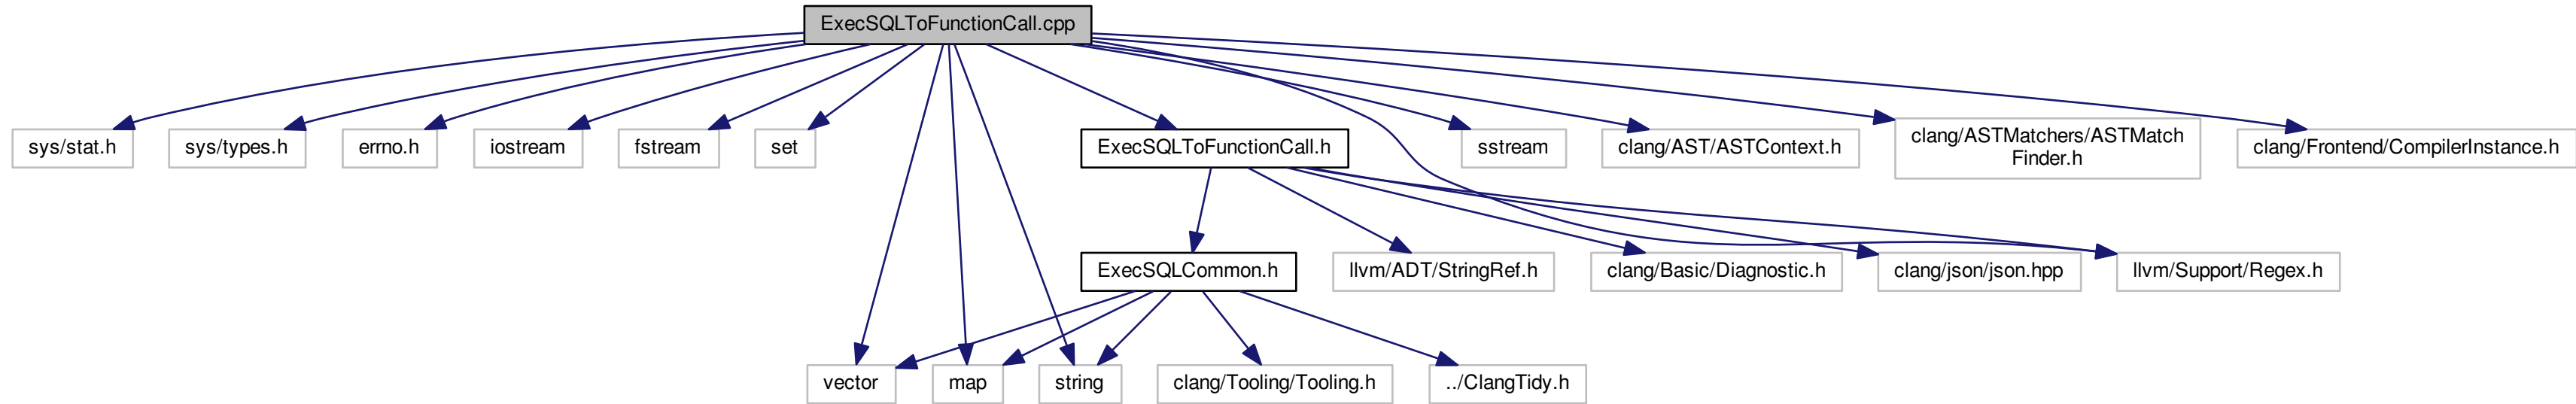 ExecSQLToFunctionCall.cpp
sys/stat.h
sys/types.h
errno.h
iostream
fstream
set
ExecSQLToFunctionCall.h
sstream
clang/AST/ASTContext.h
clang/ASTMatchers/ASTMatch
Finder.h
clang/Frontend/CompilerInstance.h
ExecSQLCommon.h
llvm/ADT/StringRef.h
clang/Basic/Diagnostic.h
clang/json/json.hpp
llvm/Support/Regex.h
vector
map
string
clang/Tooling/Tooling.h
../ClangTidy.h